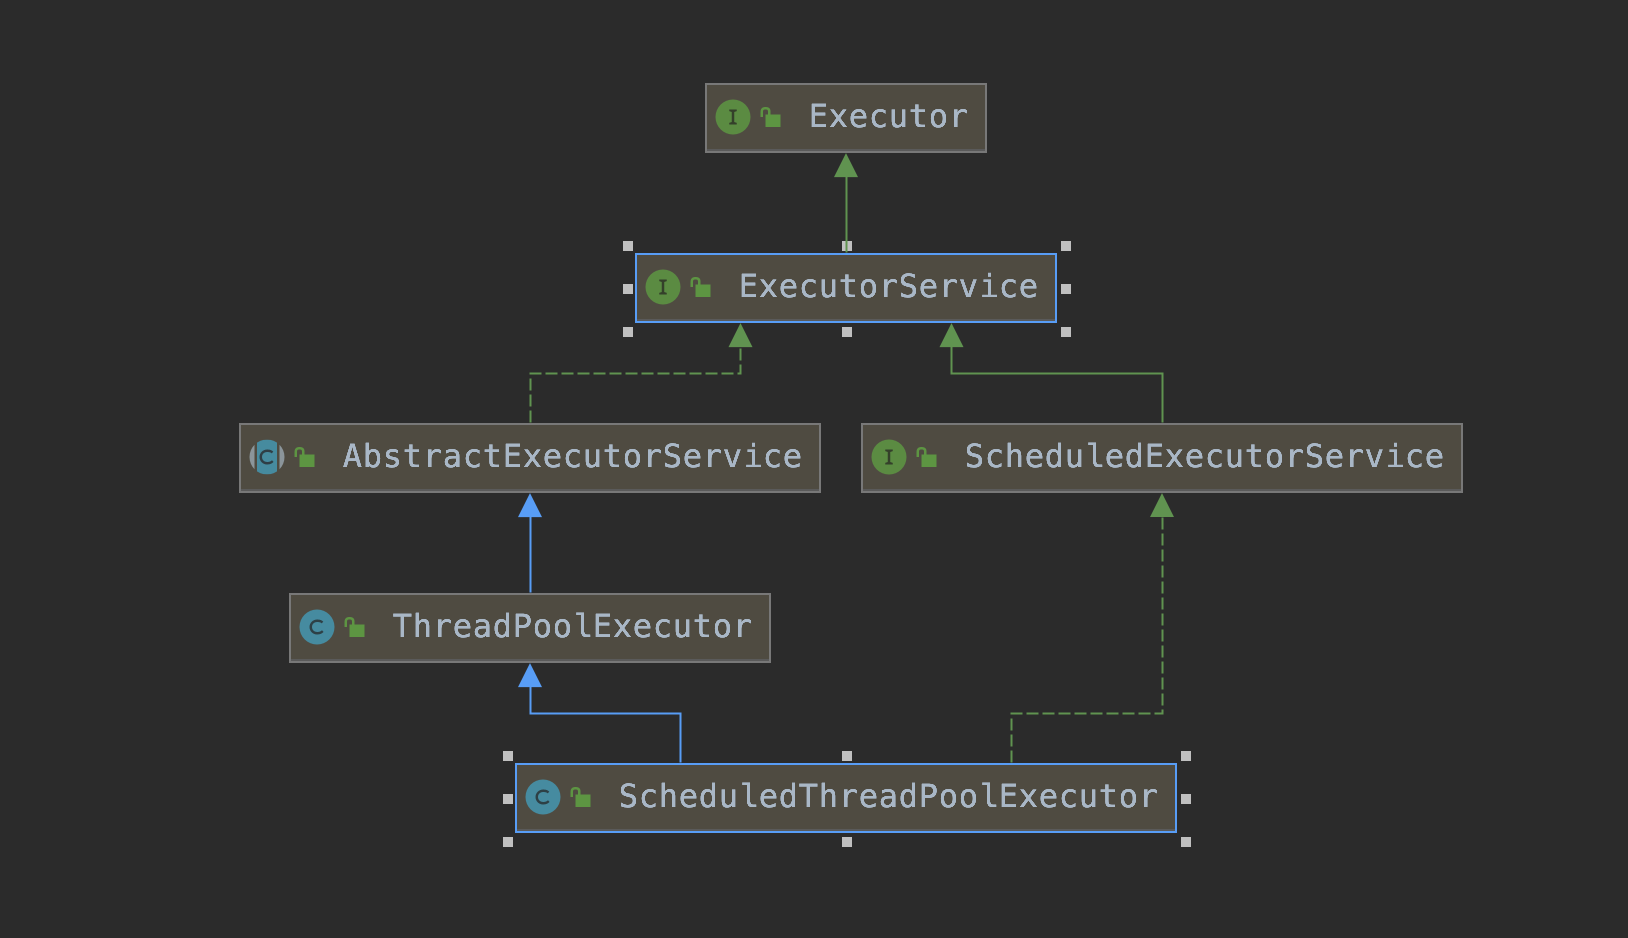 I Executor
I ExecutorService
C AbstractExecutorService
I ScheduledExecutorService
C ThreadPoolExecutor
C ScheduledThreadPoolExecutor